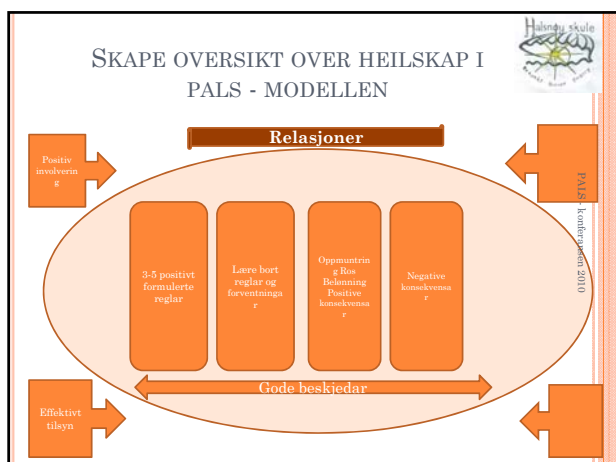 Halsnøy skule
SKAPE OVERSIKT OVER HEILSKAP I
PALS - MODELLEN
Relasjoner
Positiv
involverin
g
3-5 positivt
formulerte
reglar
Lære bort
reglar og
forventninga
r
Oppmuntrin
g Ros
Belønning
Positive
konsekvensa
r
Negative
konsekvensa
r
PALS - konferansen 2010
Gode beskjedar
Effektivt
tilsyn